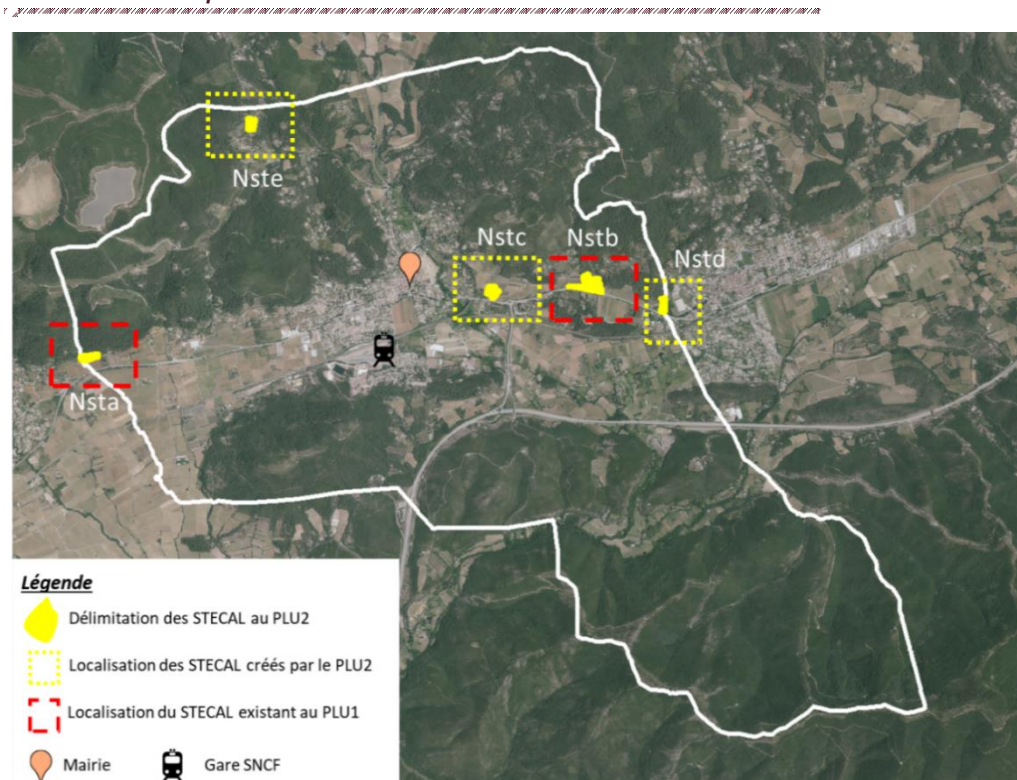 Nste
Nstc
Nstb
Nstd
Nsta
Légende
Délimitation des STECAL au PLU2
Localisation des STECAL créés par le PLU2
Localisation du STECAL existant au PLU1
Mairie
Gare SNCF